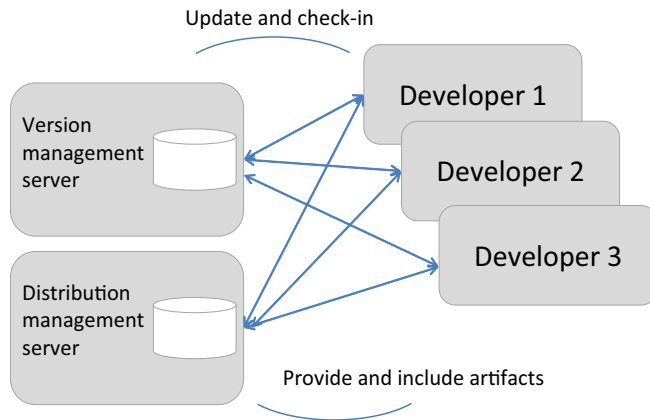 Update and check-in
Developer 1
Version
management
server
Developer 2
Developer 3
Distribution
management
server
Provide and include artifacts